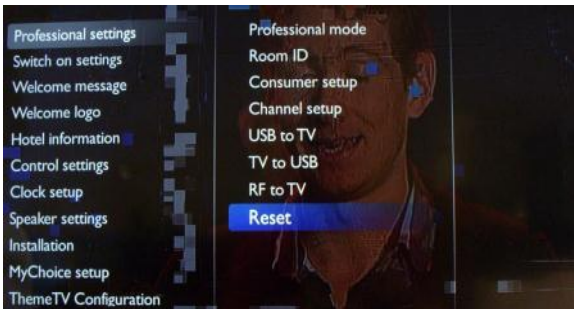 Professional settings
Switch on settings
Welcome message
Welcome logo
Hotel information
Control settings
Clock setup
Speaker settings
Installation
MyChoice setup
ThemeTV Configuration
Professional mode
Room ID
Consumer setup
Channel setup
USB to TV
TV to USB
RF to TV
Reset